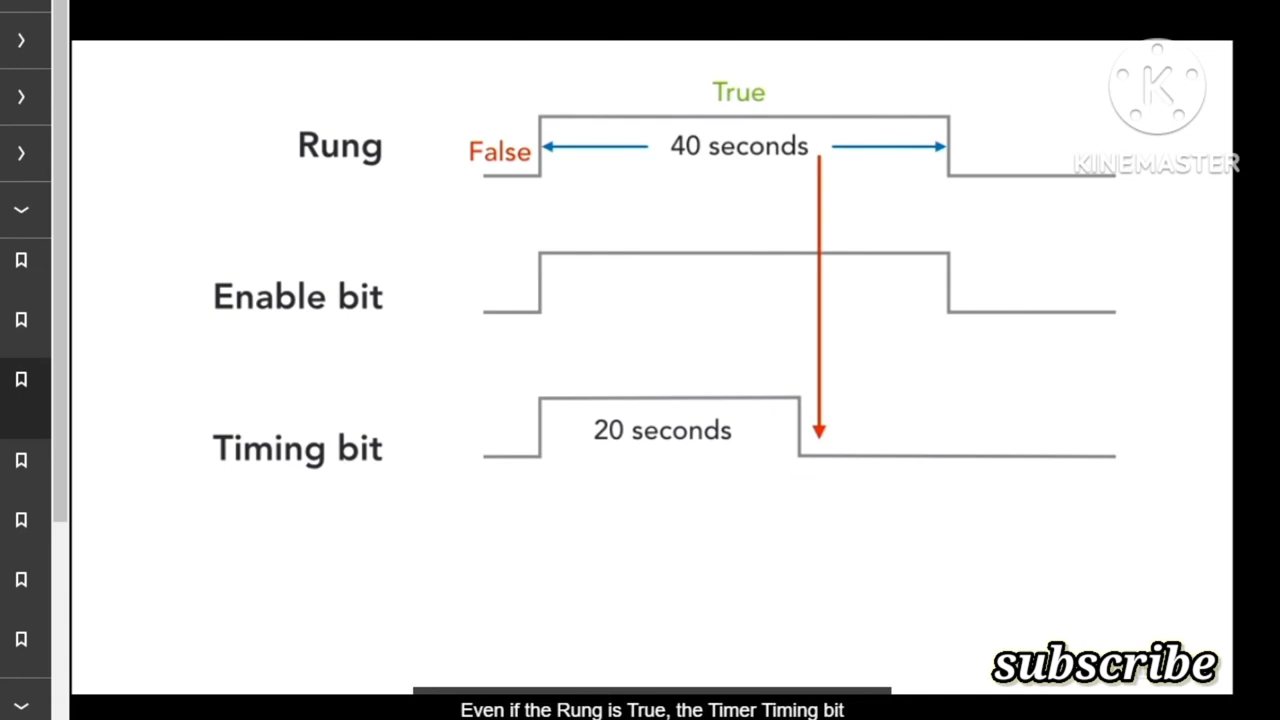 True
Rung
False
40 seconds
KINEMASTER
Enable bit
Timing bit
20 seconds
subscribe
Even if the Rung is True, the Timer Timing bit